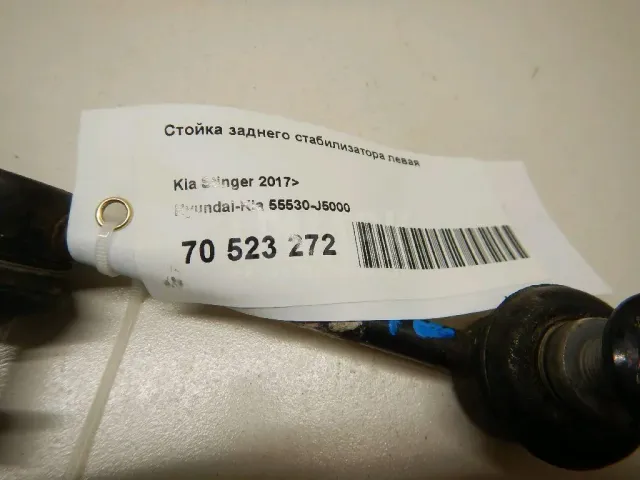 Стойка заднего стабилизатора левая
Kia Stinger 2017>
Hyundai-Kia 55530-J5000
70 523 272